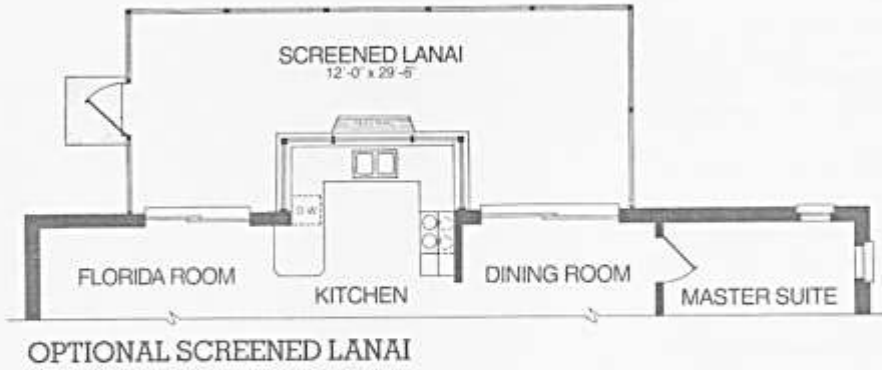 SCREENED LANAI
12'-0" x 29'-6"
D.W.
FLORIDA ROOM
KITCHEN
DINING ROOM
MASTER SUITE
OPTIONAL SCREENED LANAI